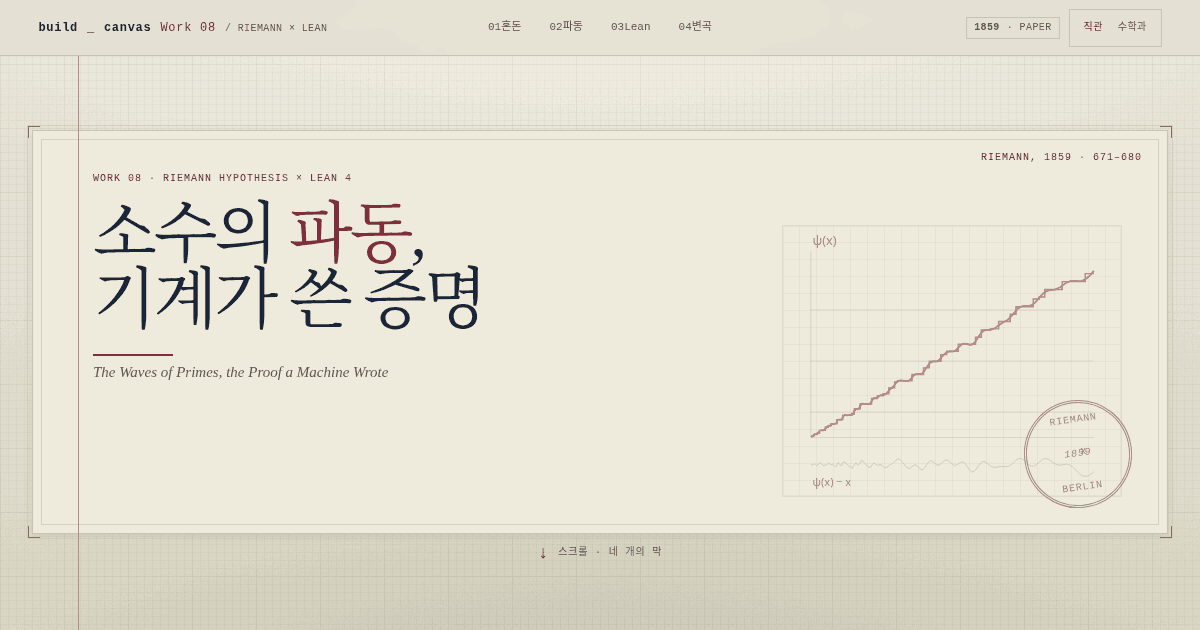 build _ canvas Work 08 / RIEMANN × LEAN
01혼돈 02파동 03Lean 04변곡
1859 · PAPER
직관 수학과
RIEMANN, 1859 · 671–680
WORK 08 · RIEMANN HYPOTHESIS × LEAN 4
소수의 파동,
기계가 쓴 증명
The Waves of Primes, the Proof a Machine Wrote
ψ(x)
ψ(x) − x
x
RIEMANN
1859
BERLIN
↓ 스크롤 · 네 개의 막